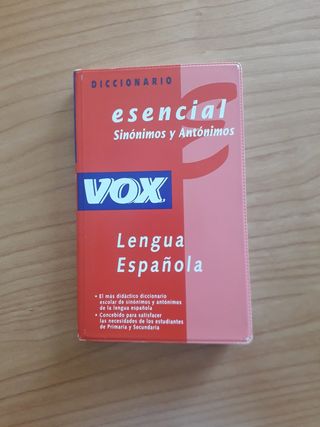 DICCIONARIO
esencial
Sinónimos y Antónimos
VOX
Lengua
Española
• El más didáctico diccionario
escolar de sinónimos y antónimos
de la lengua española
• Concebido para satisfacer
las necesidades de los estudiantes
de Primaria y Secundaria